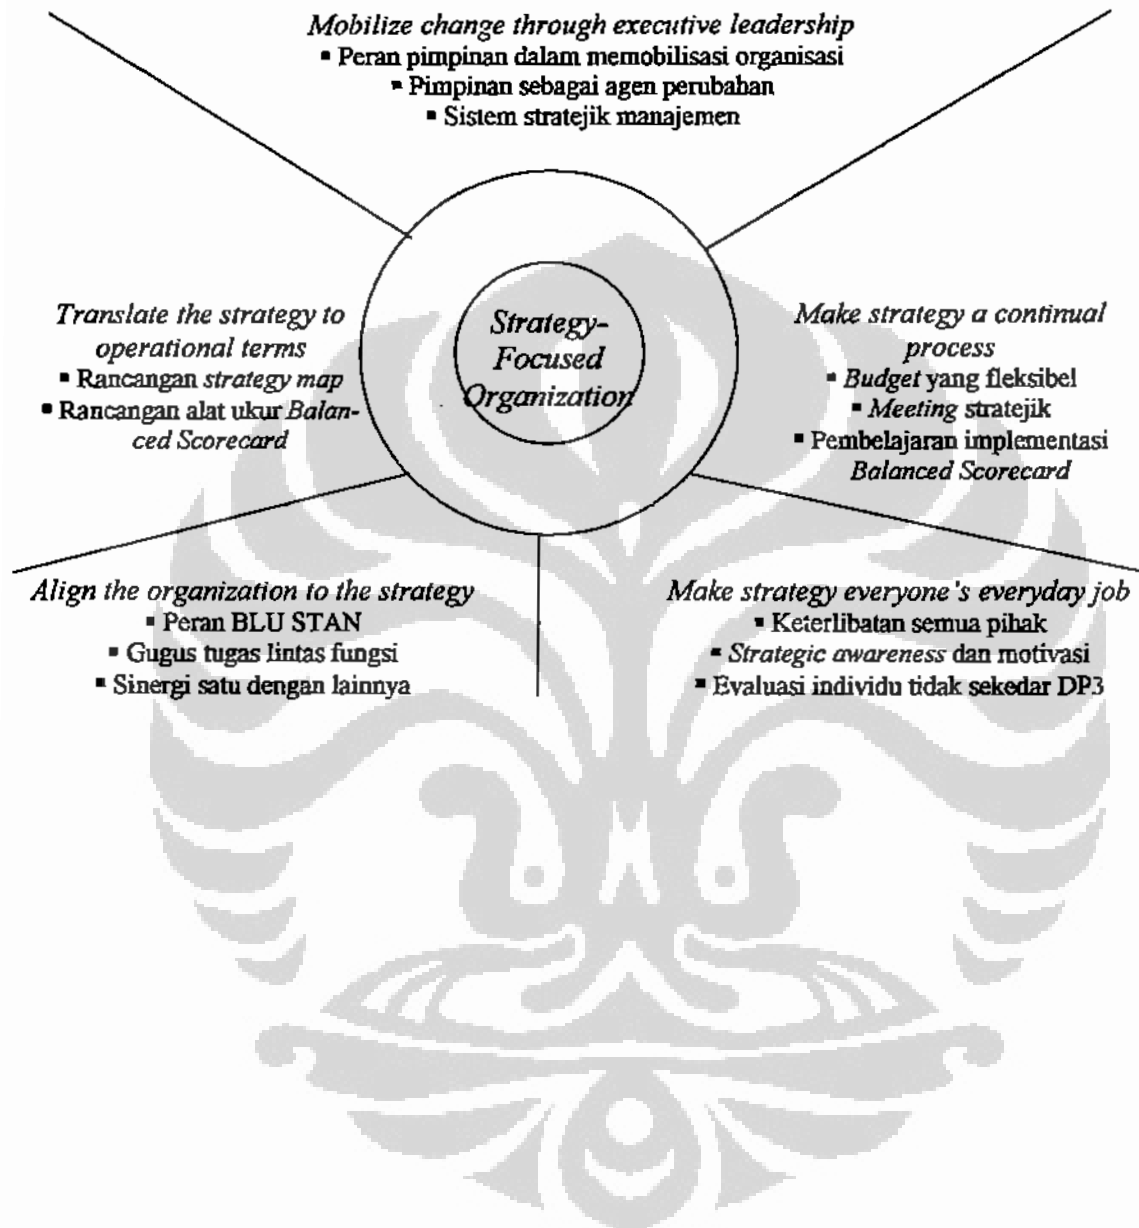 Mobilize change through executive leadership
▪ Peran pimpinan dalam memobilisasi organisasi
▪ Pimpinan sebagai agen perubahan
▪ Sistem stratejik manajemen
Translate the strategy to
operational terms
▪ Rancangan strategy map
▪ Rancangan alat ukur Balan-
ced Scorecard
Strategy-
Focused
Organization
Make strategy a continual
process
▪ Budget yang fleksibel
▪ Meeting stratejik
▪ Pembelajaran implementasi
Balanced Scorecard
Align the organization to the strategy
▪ Peran BLU STAN
▪ Gugus tugas lintas fungsi
▪ Sinergi satu dengan lainnya
Make strategy everyone's everyday job
▪ Keterlibatan semua pihak
▪ Strategic awareness dan motivasi
▪ Evaluasi individu tidak sekedar DP3